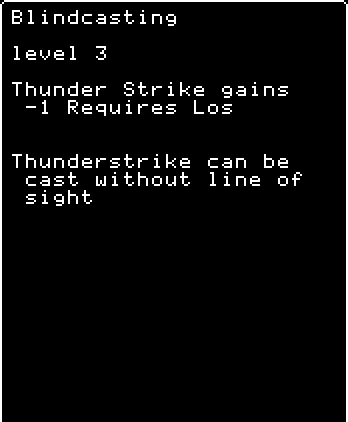 Blindcasting
level 3
Thunder Strike gains
-1 Requires Los
Thunderstrike can be
cast without line of
sight